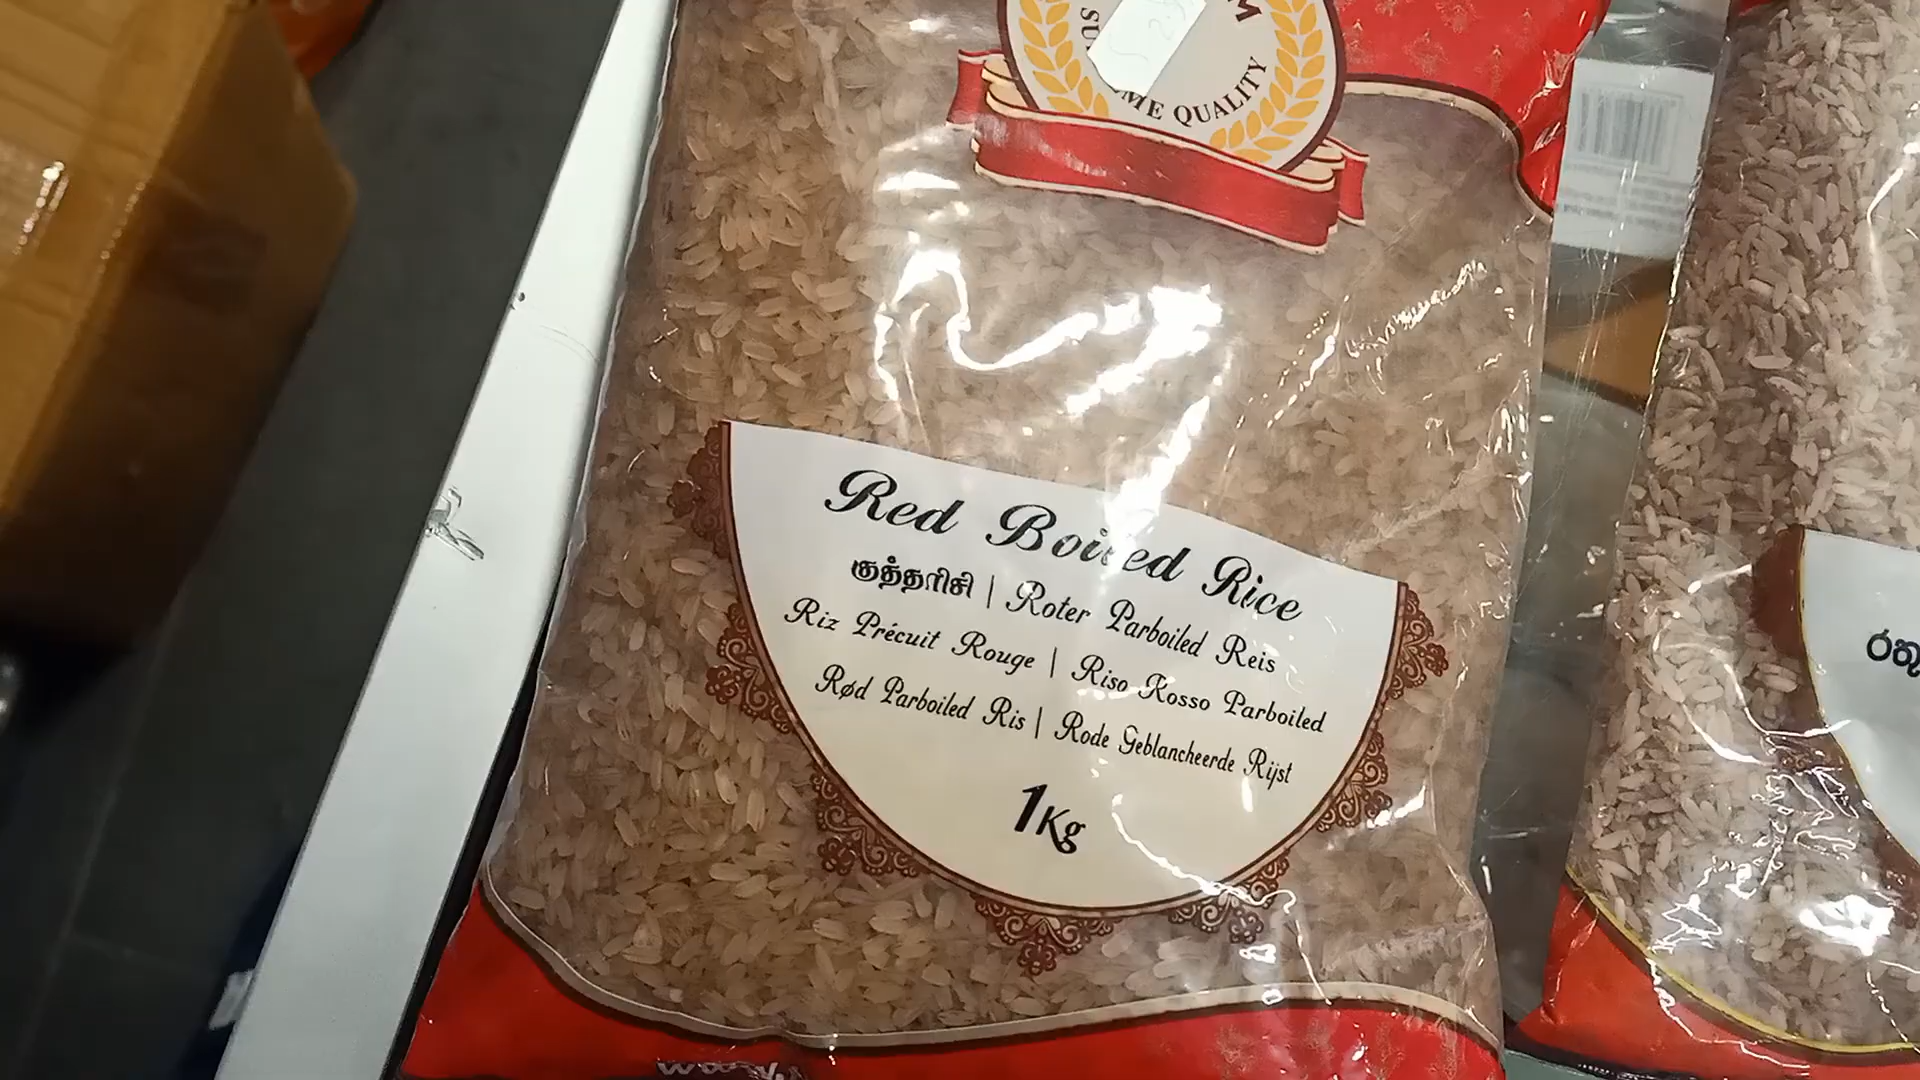 QUALITY
Red Boiled Rice
குத்தரிசி | Roter Parboiled Reis
Riz Précuit Rouge | Riso Rosso Parboiled
Rød Parboiled Ris | Rode Geblancheerde Rijst
1Kg